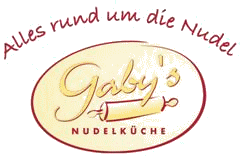 Alles rund um die Nudel
Gaby's
NUDELKÜCHE